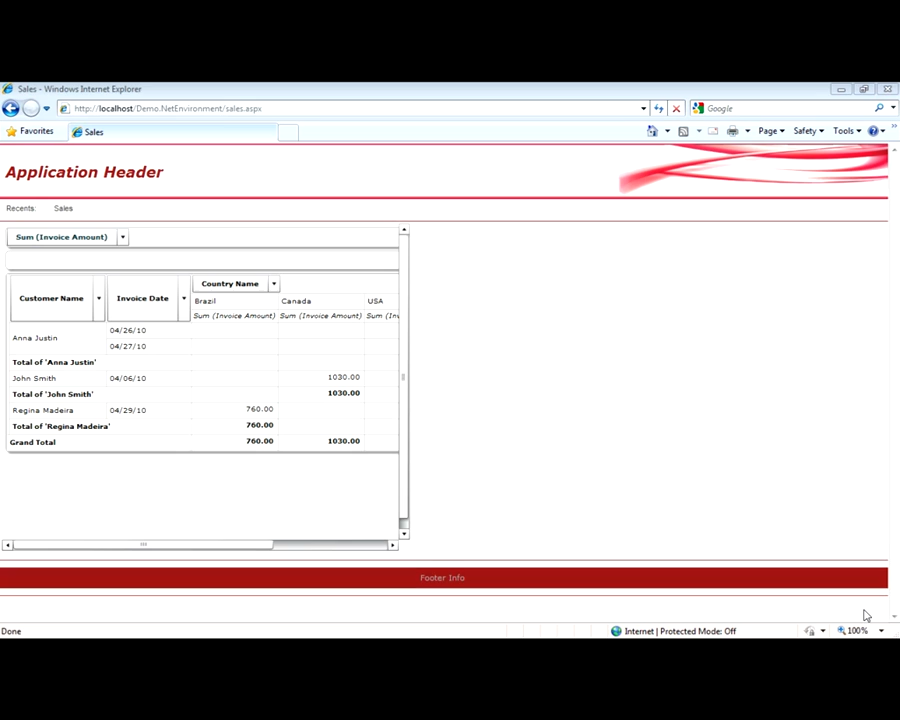 Sales - Windows Internet Explorer
http://localhost/Demo.NetEnvironment/sales.aspx
Google
Favorites
Sales
Page
Safety
Tools
Application Header
Recents: Sales
Sum (Invoice Amount)
Country Name
Customer Name Invoice Date
Brazil Canada USA
Sum (Invoice Amount) Sum (Invoice Amount) Sum (In
Anna Justin
04/26/10
04/27/10
Total of 'Anna Justin'
John Smith 04/06/10 1030.00
Total of 'John Smith' 1030.00
Regina Madeira 04/29/10 760.00
Total of 'Regina Madeira' 760.00
Grand Total 760.00 1030.00
Footer Info
Done
Internet | Protected Mode: Off
100%